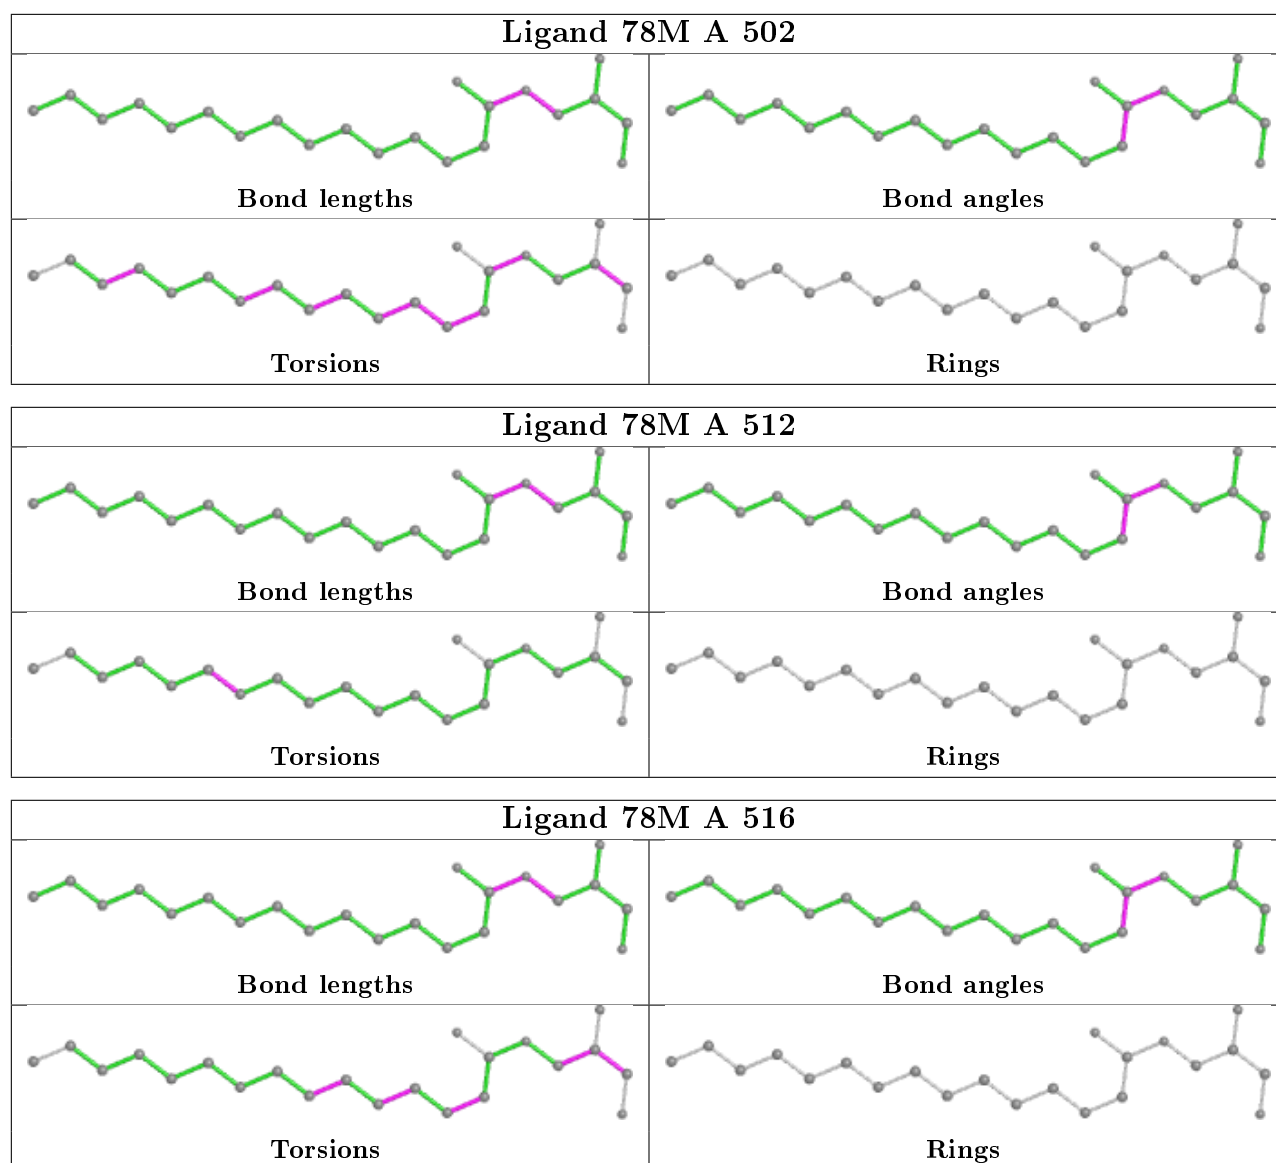 Ligand 78M A 502
Bond lengths
Bond angles
Torsions
Rings
Ligand 78M A 512
Bond lengths
Bond angles
Torsions
Rings
Ligand 78M A 516
Bond lengths
Bond angles
Torsions
Rings